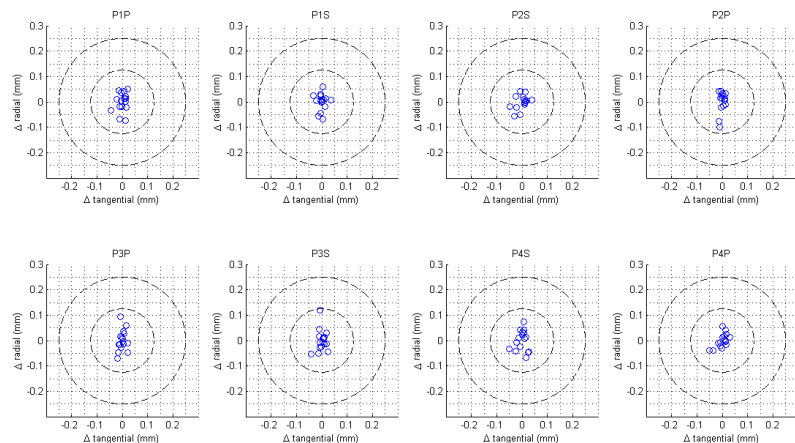 P1P P1S P2S P2P
Δ radial (mm) 0.3 0.2 0.1 0 -0.1 -0.2 Δ radial (mm) 0.3 0.2 0.1 0 -0.1 -0.2 Δ radial (mm) 0.3 0.2 0.1 0 -0.1 -0.2 Δ radial (mm) 0.3 0.2 0.1 0 -0.1 -0.2
-0.2 -0.1 0 0.1 0.2 -0.2 -0.1 0 0.1 0.2 -0.2 -0.1 0 0.1 0.2 -0.2 -0.1 0 0.1 0.2
Δ tangential (mm) Δ tangential (mm) Δ tangential (mm) Δ tangential (mm)
P3P P3S P4S P4P
Δ radial (mm) 0.3 0.2 0.1 0 -0.1 -0.2 Δ radial (mm) 0.3 0.2 0.1 0 -0.1 -0.2 Δ radial (mm) 0.3 0.2 0.1 0 -0.1 -0.2 Δ radial (mm) 0.3 0.2 0.1 0 -0.1 -0.2
-0.2 -0.1 0 0.1 0.2 -0.2 -0.1 0 0.1 0.2 -0.2 -0.1 0 0.1 0.2 -0.2 -0.1 0 0.1 0.2
Δ tangential (mm) Δ tangential (mm) Δ tangential (mm) Δ tangential (mm)